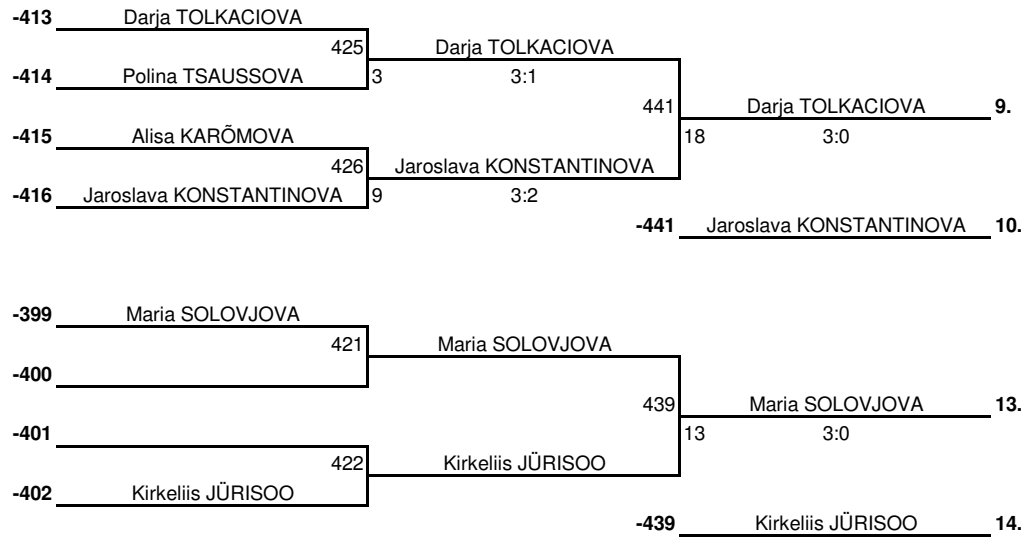 -413 Darja TOLKACIOVA
425 Darja TOLKACIOVA
-414 Polina TSAUSSOVA 3 3:1
441 Darja TOLKACIOVA 9.
-415 Alisa KARÕMOVA 18 3:0
426 Jaroslava KONSTANTINOVA
-416 Jaroslava KONSTANTINOVA 9 3:2
-441 Jaroslava KONSTANTINOVA 10.
-399 Maria SOLOVJOVA
421 Maria SOLOVJOVA
-400
439 Maria SOLOVJOVA 13.
-401 13 3:0
422 Kirkeliis JÜRISOO
-402 Kirkeliis JÜRISOO
-439 Kirkeliis JÜRISOO 14.